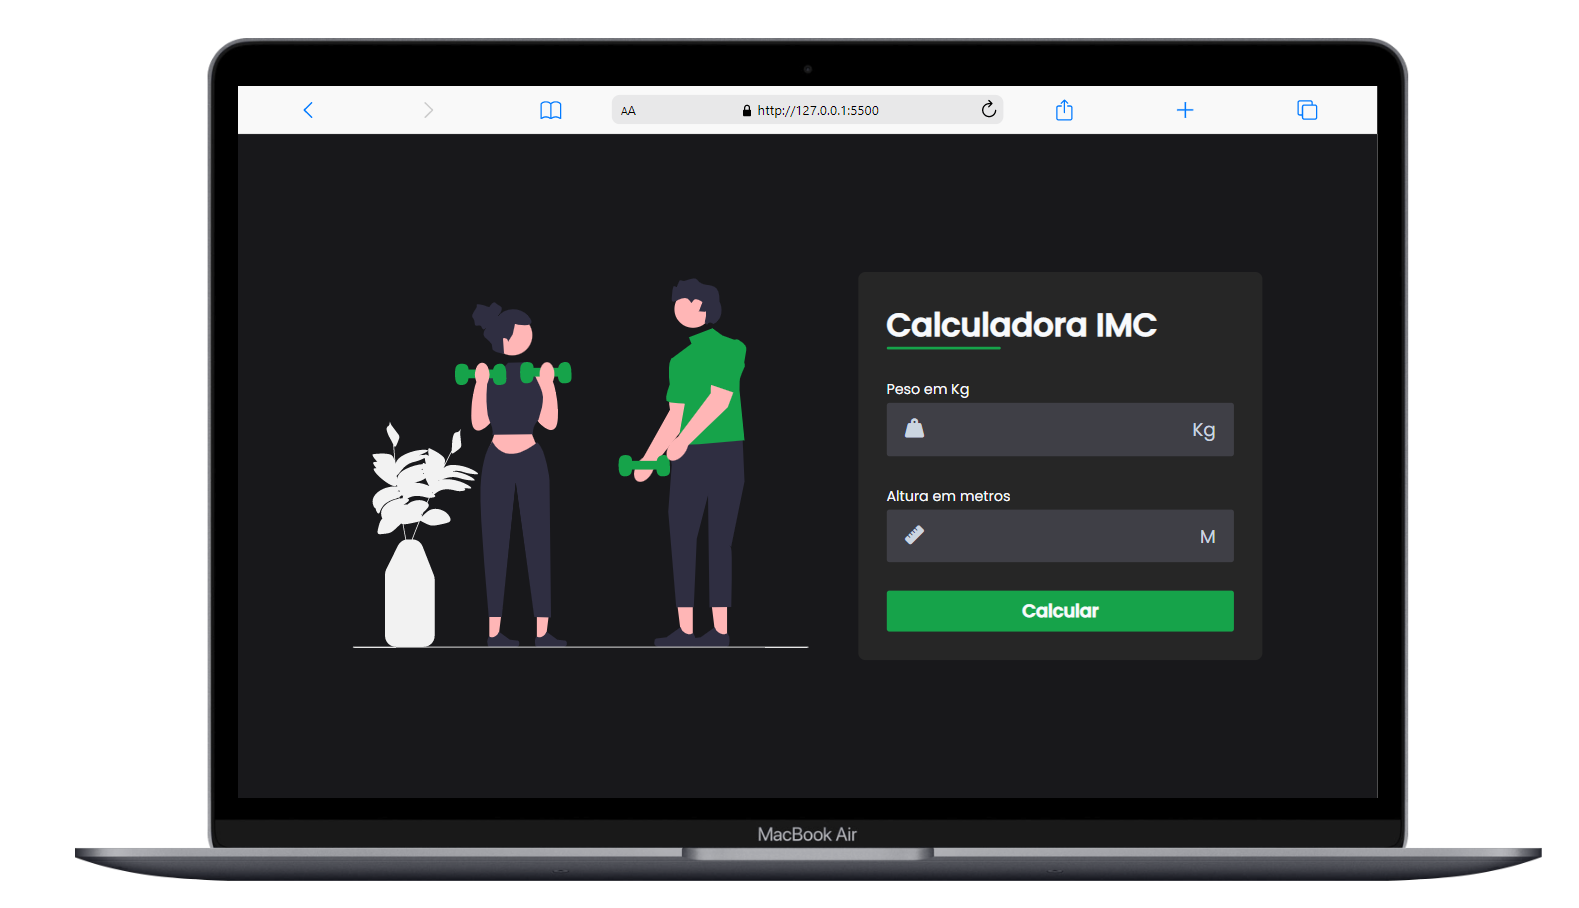 AA
http://127.0.0.1:5500
Calculadora IMC
Peso em Kg
Kg
Altura em metros
M
Calcular
MacBook Air